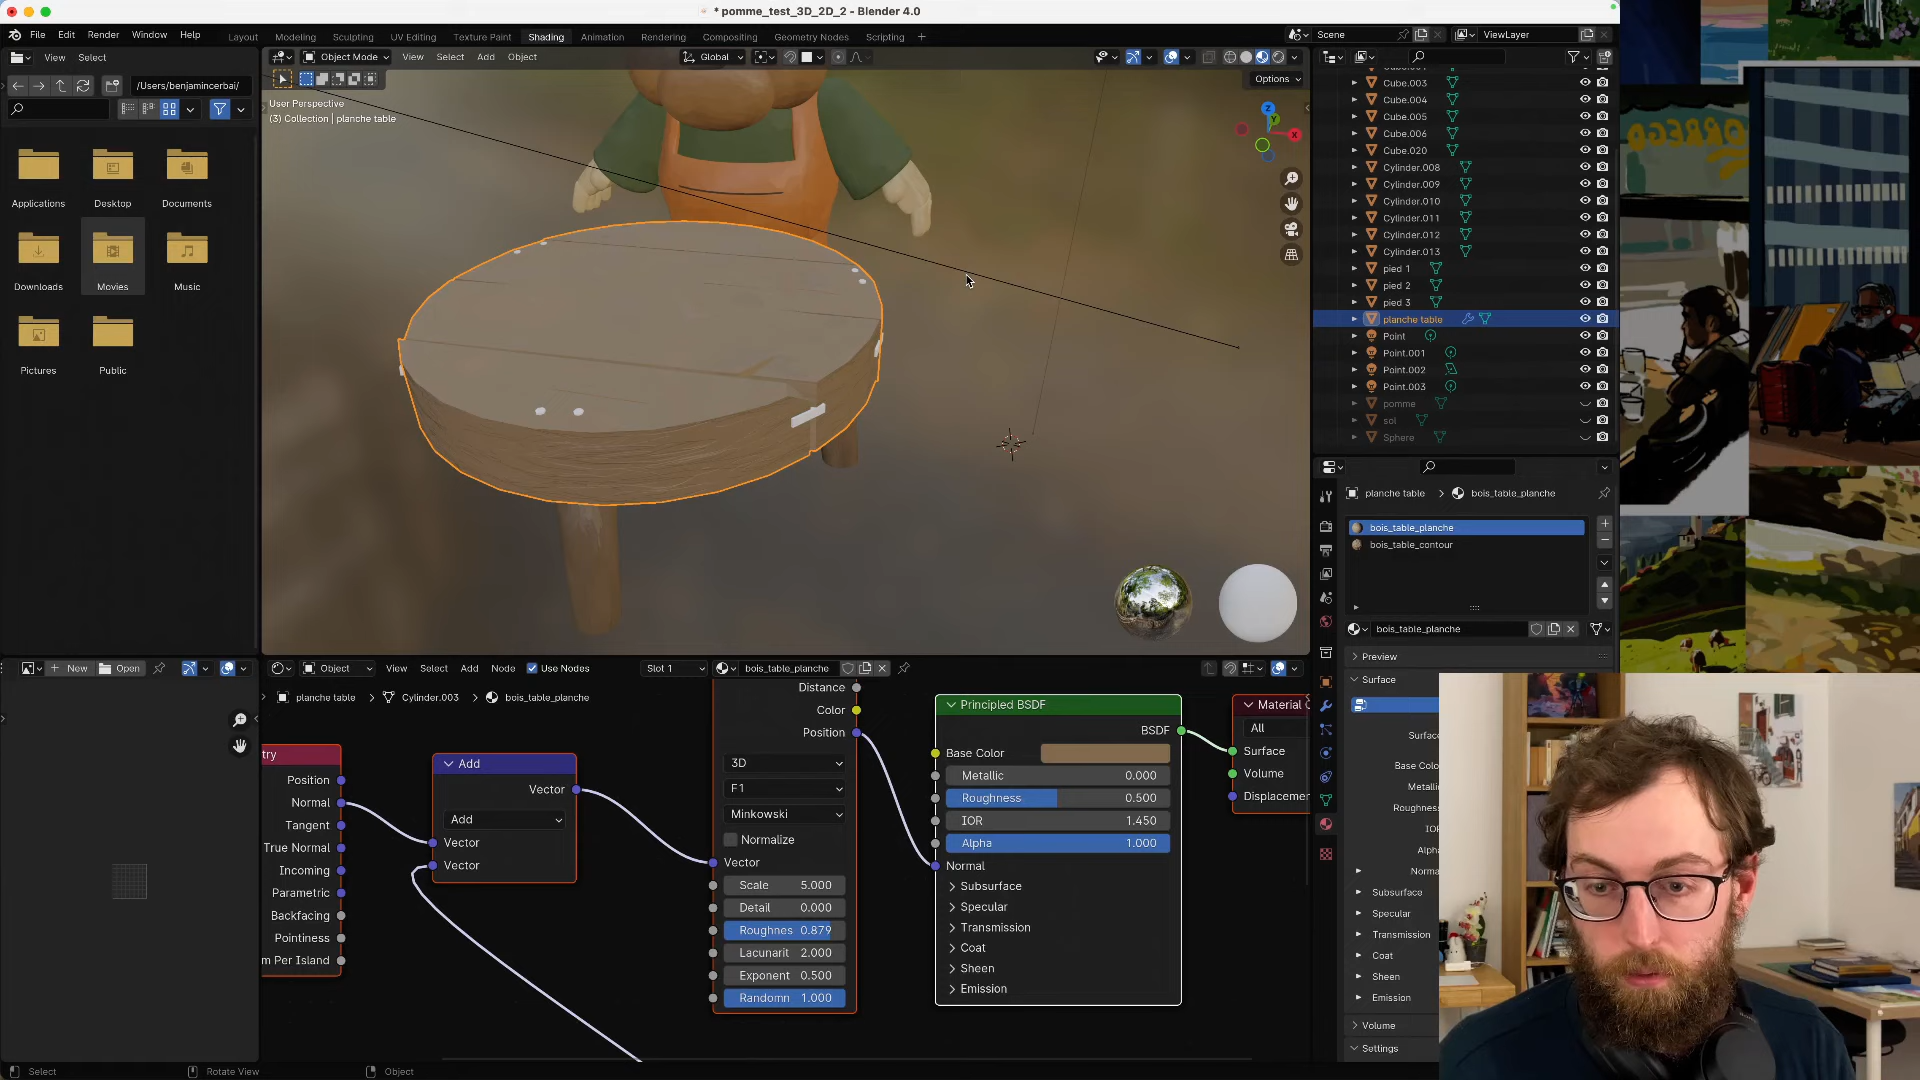 * pomme_test_3D_2D_2 - Blender 4.0
File Edit Render Window Help
Layout Modeling Sculpting UV Editing Texture Paint Shading Animation Rendering Compositing Geometry Nodes Scripting +
Scene
ViewLayer
View Select
Object Mode View Select Add Object
Global
/Users/benjamincerbai/
Options
User Perspective
(3) Collection | planche table
Z
Y
X
Applications Desktop Documents
Downloads Movies Music
Pictures Public
Cube.003
Cube.004
Cube.005
Cube.006
Cube.020
Cylinder.008
Cylinder.009
Cylinder.010
Cylinder.011
Cylinder.012
Cylinder.013
pied 1
pied 2
pied 3
planche table
Point
Point.001
Point.002
Point.003
pomme
sol
Sphere
planche table > bois_table_planche
bois_table_planche
bois_table_contour
bois_table_planche
Preview
Surface
Surfac
Base Color
Metalli
Roughness
IOR
Alpha
Norma
Subsurface
Specular
Transmission
Coat
Sheen
Emission
Volume
Settings
New Open
Object View Select Add Node Use Nodes
Slot 1
bois_table_planche
planche table > Cylinder.003 > bois_table_planche
try
Position
Normal
Tangent
True Normal
Incoming
Parametric
Backfacing
Pointiness
m Per Island
Add
Vector
Add
Vector
Vector
Distance
Color
Position
3D
F1
Minkowski
Normalize
Vector
Scale 5.000
Detail 0.000
Roughnes 0.879
Lacunarit 2.000
Exponent 0.500
Randomn 1.000
Principled BSDF
BSDF
Base Color
Metallic 0.000
Roughness 0.500
IOR 1.450
Alpha 1.000
Normal
Subsurface
Specular
Transmission
Coat
Sheen
Emission
Material
All
Surface
Volume
Displacemen
Select Rotate View Object